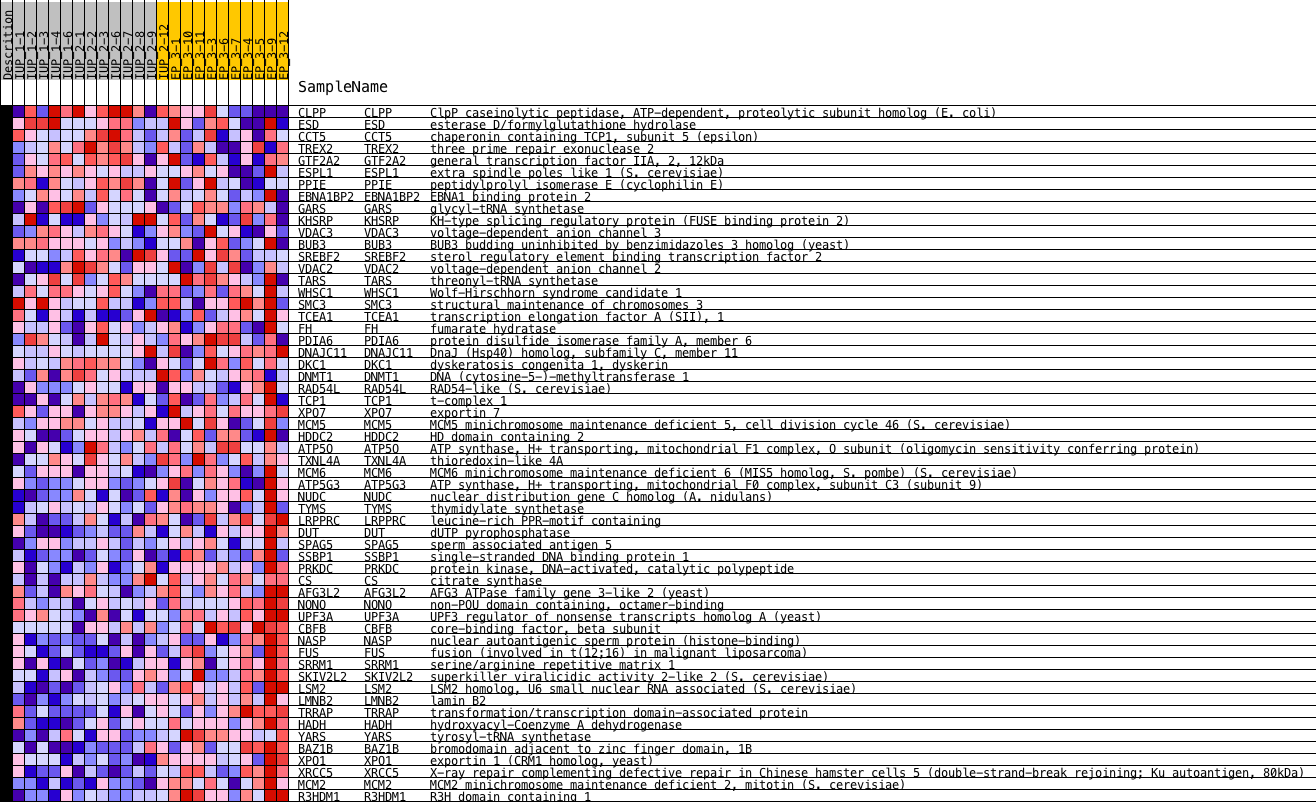 Descrition
IUP_1-1
IUP_1-2
IUP_1-3
IUP_1-4
IUP_1-6
IUP_2-1
IUP_2-2
IUP_2-3
IUP_2-6
IUP_2-7
IUP_2-8
IUP_2-9
IUP_2-12
EP_3-1
EP_3-10
EP_3-11
EP_3-3
EP_3-6
EP_3-7
EP_3-4
EP_3-5
EP_3-9
EP_3-12
SampleName
CLPP CLPP ClpP caseinolytic peptidase, ATP-dependent, proteolytic subunit homolog (E. coli)
ESD ESD esterase D/formylglutathione hydrolase
CCT5 CCT5 chaperonin containing TCP1, subunit 5 (epsilon)
TREX2 TREX2 three prime repair exonuclease 2
GTF2A2 GTF2A2 general transcription factor IIA, 2, 12kDa
ESPL1 ESPL1 extra spindle poles like 1 (S. cerevisiae)
PPIE PPIE peptidylprolyl isomerase E (cyclophilin E)
EBNA1BP2 EBNA1BP2 EBNA1 binding protein 2
GARS GARS glycyl-tRNA synthetase
KHSRP KHSRP KH-type splicing regulatory protein (FUSE binding protein 2)
VDAC3 VDAC3 voltage-dependent anion channel 3
BUB3 BUB3 BUB3 budding uninhibited by benzimidazoles 3 homolog (yeast)
SREBF2 SREBF2 sterol regulatory element binding transcription factor 2
VDAC2 VDAC2 voltage-dependent anion channel 2
TARS TARS threonyl-tRNA synthetase
WHSC1 WHSC1 Wolf-Hirschhorn syndrome candidate 1
SMC3 SMC3 structural maintenance of chromosomes 3
TCEA1 TCEA1 transcription elongation factor A (SII), 1
FH FH fumarate hydratase
PDIA6 PDIA6 protein disulfide isomerase family A, member 6
DNAJC11 DNAJC11 DnaJ (Hsp40) homolog, subfamily C, member 11
DKC1 DKC1 dyskeratosis congenita 1, dyskerin
DNMT1 DNMT1 DNA (cytosine-5-)-methyltransferase 1
RAD54L RAD54L RAD54-like (S. cerevisiae)
TCP1 TCP1 t-complex 1
XPO7 XPO7 exportin 7
MCM5 MCM5 MCM5 minichromosome maintenance deficient 5, cell division cycle 46 (S. cerevisiae)
HDDC2 HDDC2 HD domain containing 2
ATP5O ATP5O ATP synthase, H+ transporting, mitochondrial F1 complex, O subunit (oligomycin sensitivity conferring protein)
TXNL4A TXNL4A thioredoxin-like 4A
MCM6 MCM6 MCM6 minichromosome maintenance deficient 6 (MIS5 homolog, S. pombe) (S. cerevisiae)
ATP5G3 ATP5G3 ATP synthase, H+ transporting, mitochondrial F0 complex, subunit C3 (subunit 9)
NUDC NUDC nuclear distribution gene C homolog (A. nidulans)
TYMS TYMS thymidylate synthetase
LRPPRC LRPPRC leucine-rich PPR-motif containing
DUT DUT dUTP pyrophosphatase
SPAG5 SPAG5 sperm associated antigen 5
SSBP1 SSBP1 single-stranded DNA binding protein 1
PRKDC PRKDC protein kinase, DNA-activated, catalytic polypeptide
CS CS citrate synthase
AFG3L2 AFG3L2 AFG3 ATPase family gene 3-like 2 (yeast)
NONO NONO non-POU domain containing, octamer-binding
UPF3A UPF3A UPF3 regulator of nonsense transcripts homolog A (yeast)
CBFB CBFB core-binding factor, beta subunit
NASP NASP nuclear autoantigenic sperm protein (histone-binding)
FUS FUS fusion (involved in t(12;16) in malignant liposarcoma)
SRRM1 SRRM1 serine/arginine repetitive matrix 1
SKIV2L2 SKIV2L2 superkiller viralicidic activity 2-like 2 (S. cerevisiae)
LSM2 LSM2 LSM2 homolog, U6 small nuclear RNA associated (S. cerevisiae)
LMNB2 LMNB2 lamin B2
TRRAP TRRAP transformation/transcription domain-associated protein
HADH HADH hydroxyacyl-Coenzyme A dehydrogenase
YARS YARS tyrosyl-tRNA synthetase
BAZ1B BAZ1B bromodomain adjacent to zinc finger domain, 1B
XPO1 XPO1 exportin 1 (CRM1 homolog, yeast)
XRCC5 XRCC5 X-ray repair complementing defective repair in Chinese hamster cells 5 (double-strand-break rejoining; Ku autoantigen, 80kDa)
MCM2 MCM2 MCM2 minichromosome maintenance deficient 2, mitotin (S. cerevisiae)
R3HDM1 R3HDM1 R3H domain containing 1